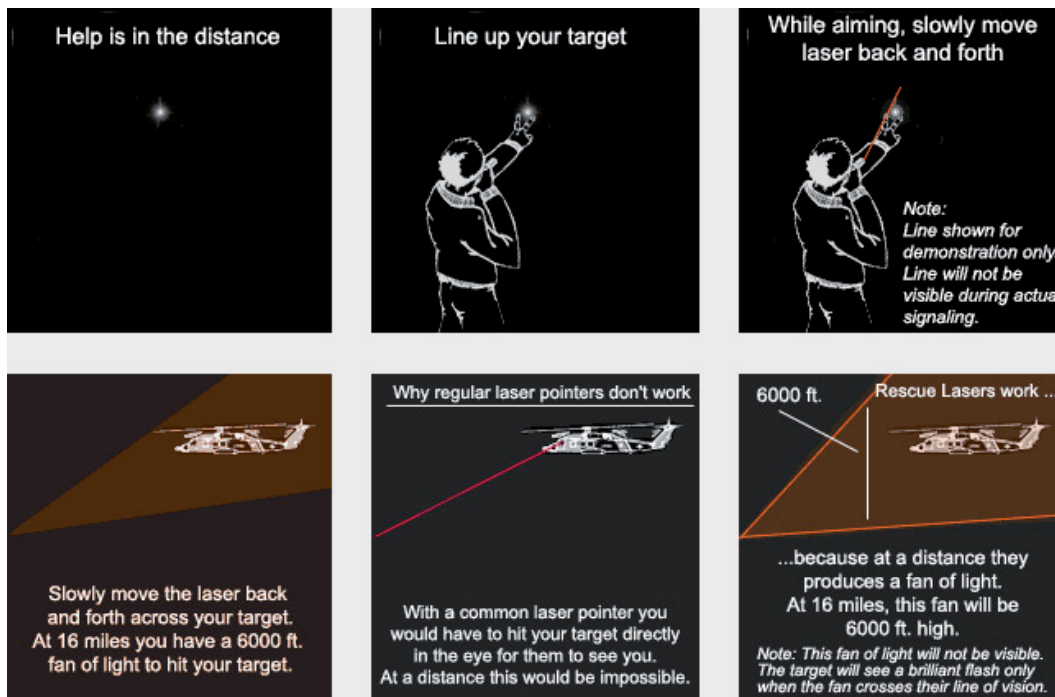 Help is in the distance
Line up your target
While aiming, slowly move
laser back and forth
Note:
Line shown for
demonstration only
Line will not be
visible during actua
signaling.
Slowly move the laser back
and forth across your target.
At 16 miles you have a 6000 ft.
fan of light to hit your target.
Why regular laser pointers don't work
With a common laser pointer you
would have to hit your target directly
in the eye for them to see you.
At a distance this would be impossible.
6000 ft.
Rescue Lasers work ...
...because at a distance they
produces a fan of light.
At 16 miles, this fan will be
6000 ft. high.
Note: This fan of light will not be visible.
The target will see a brilliant flash only
when the fan crosses their line of vision.